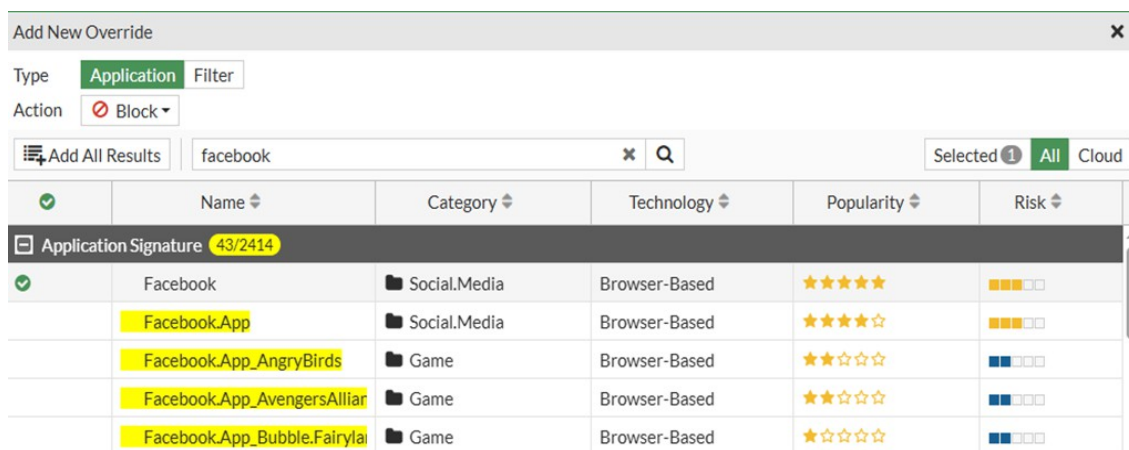 Add New Override
Type Application Filter
Action Block
Add All Results facebook Selected 1 All Cloud
Name Category Technology Popularity Risk
Application Signature 43/2414
Facebook Social.Media Browser-Based
Facebook.App Social.Media Browser-Based
Facebook.App_AngryBirds Game Browser-Based
Facebook.App_AvengersAllian Game Browser-Based
Facebook.App_Bubble.Fairylan Game Browser-Based